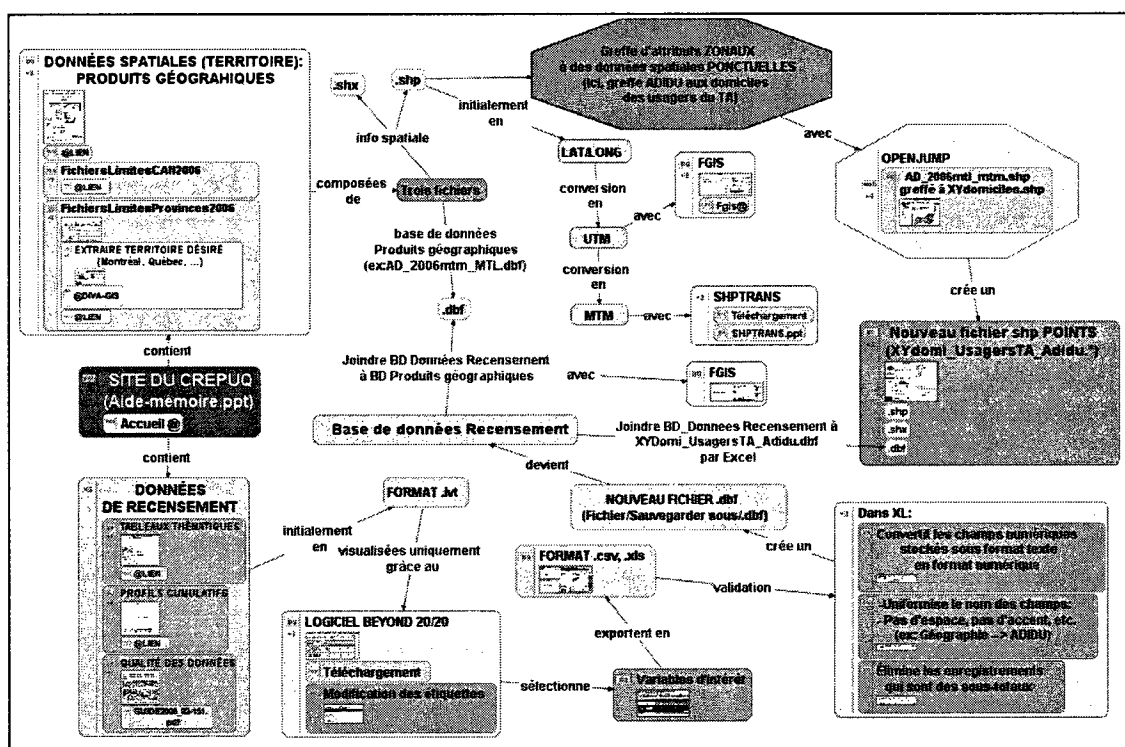 DONNÉES SPATIALES (TERRITOIRE):
PRODUITS GÉOGRAHIQUES
@LIEN
FichiersLimitesCAN2006
@LIEN
FichiersLimitesProvinces2006
EXTRAIRE TERRITOIRE DÉSIRÉ
(Montréal, Québec, ...)
@DIVA-GIS
@LIEN
contient
SITE DU CREPUQ
(Aide-mémoire.ppt)
Accueil @
contient
DONNÉES
DE RECENSEMENT
TABLEAUX THÉMATIQUES
@LIEN
PROFILS CUMULATIFS
@LIEN
QUALITÉ DES DONNÉES
composées
de
Trois fichiers
info spatiale
.shx
.shp
initialement
en
LAT/LONG
conversion
en
UTM
avec
FGIS
Fgis@
conversion
en
MTM
avec
SHPTRANS
Téléchargement
SHPTRANS.ppt
base de données
Produits géographiques
(ex:AD_2006mtm_MTL.dbf)
.dbf
Joindre BD Données Recensement
à BD Produits géographiques
avec
FGIS
Greffe d'attributs ZONAUX
à des données spatiales PONCTUELLES
(ici, greffe ADIDU aux domiciles
des usagers du TA)
avec
OPENJUMP
AD_2006mtl_mtm.shp
greffé à XYdomiciles.shp
crée un
Nouveau fichier shp POINTS
(XYdomi_UsagersTA_Adidu.*)
.shp
.shx
.dbf
Base de données Recensement
Joindre BD_Donnees Recensement à
XYDomi_UsagersTA_Adidu.dbf
par Excel
devient
NOUVEAU FICHIER .dbf
(Fichier/Sauvegarder sous/.dbf)
crée un
Dans XL:
Convertit les champs numériques
stockés sous format texte
en format numérique
-Uniformise le nom des champs:
- Pas d'espace, pas d'accent, etc.
(ex: Géographie --> ADIDU)
Élimine les enregistrements
qui sont des sous-totaux
initialement
en
FORMAT .ivt
visualisées uniquement
grâce au
LOGICIEL BEYOND 20/20
Téléchargement
Modification des étiquettes
sélectionne
Variables d'intérêt
exportent en
FORMAT .csv, .xls
validation